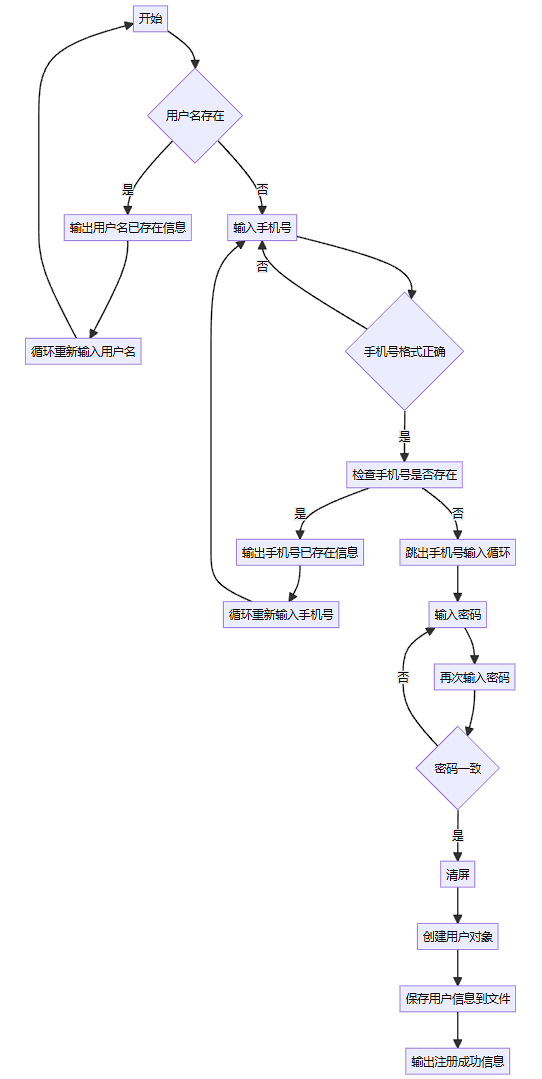 开始
用户名存在
是
否
输出用户名已存在信息
输入手机号
否
循环重新输入用户名
手机号格式正确
是
检查手机号是否存在
是
否
输出手机号已存在信息
跳出手机号输入循环
循环重新输入手机号
输入密码
否
再次输入密码
密码一致
是
清屏
创建用户对象
保存用户信息到文件
输出注册成功信息